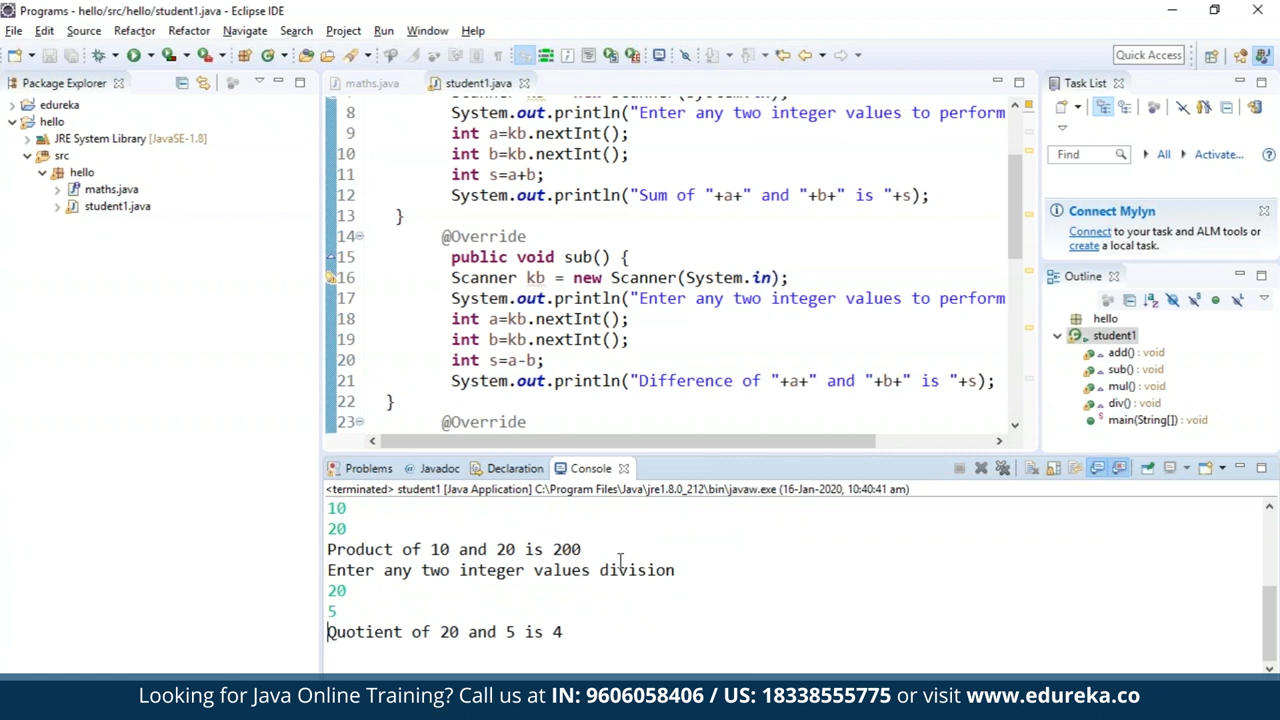 Programs - hello/src/hello/student1.java - Eclipse IDE
File Edit Source Refactor Refactor Navigate Search Project Run Window Help
Quick Access
Package Explorer
edureka
hello
JRE System Library [JavaSE-1.8]
src
hello
maths.java
student1.java
maths.java student1.java
8 System.out.println("Enter any two integer values to perform
9 int a=kb.nextInt();
10 int b=kb.nextInt();
11 int s=a+b;
12 System.out.println("Sum of "+a+" and "+b+" is "+s);
13 }
14 @Override
15 public void sub() {
16 Scanner kb = new Scanner(System.in);
17 System.out.println("Enter any two integer values to perform
18 int a=kb.nextInt();
19 int b=kb.nextInt();
20 int s=a-b;
21 System.out.println("Difference of "+a+" and "+b+" is "+s);
22 }
23 @Override
Task List
Find All Activate...
Connect Mylyn
Connect to your task and ALM tools or
create a local task.
Outline
hello
student1
add() : void
sub() : void
mul() : void
div() : void
main(String[]) : void
Problems @ Javadoc Declaration Console
<terminated> student1 [Java Application] C:\Program Files\Java\jre1.8.0_212\bin\javaw.exe (16-Jan-2020, 10:40:41 am)
10
20
Product of 10 and 20 is 200
Enter any two integer values division
20
5
Quotient of 20 and 5 is 4
Looking for Java Online Training? Call us at IN: 9606058406 / US: 18338555775 or visit www.edureka.co